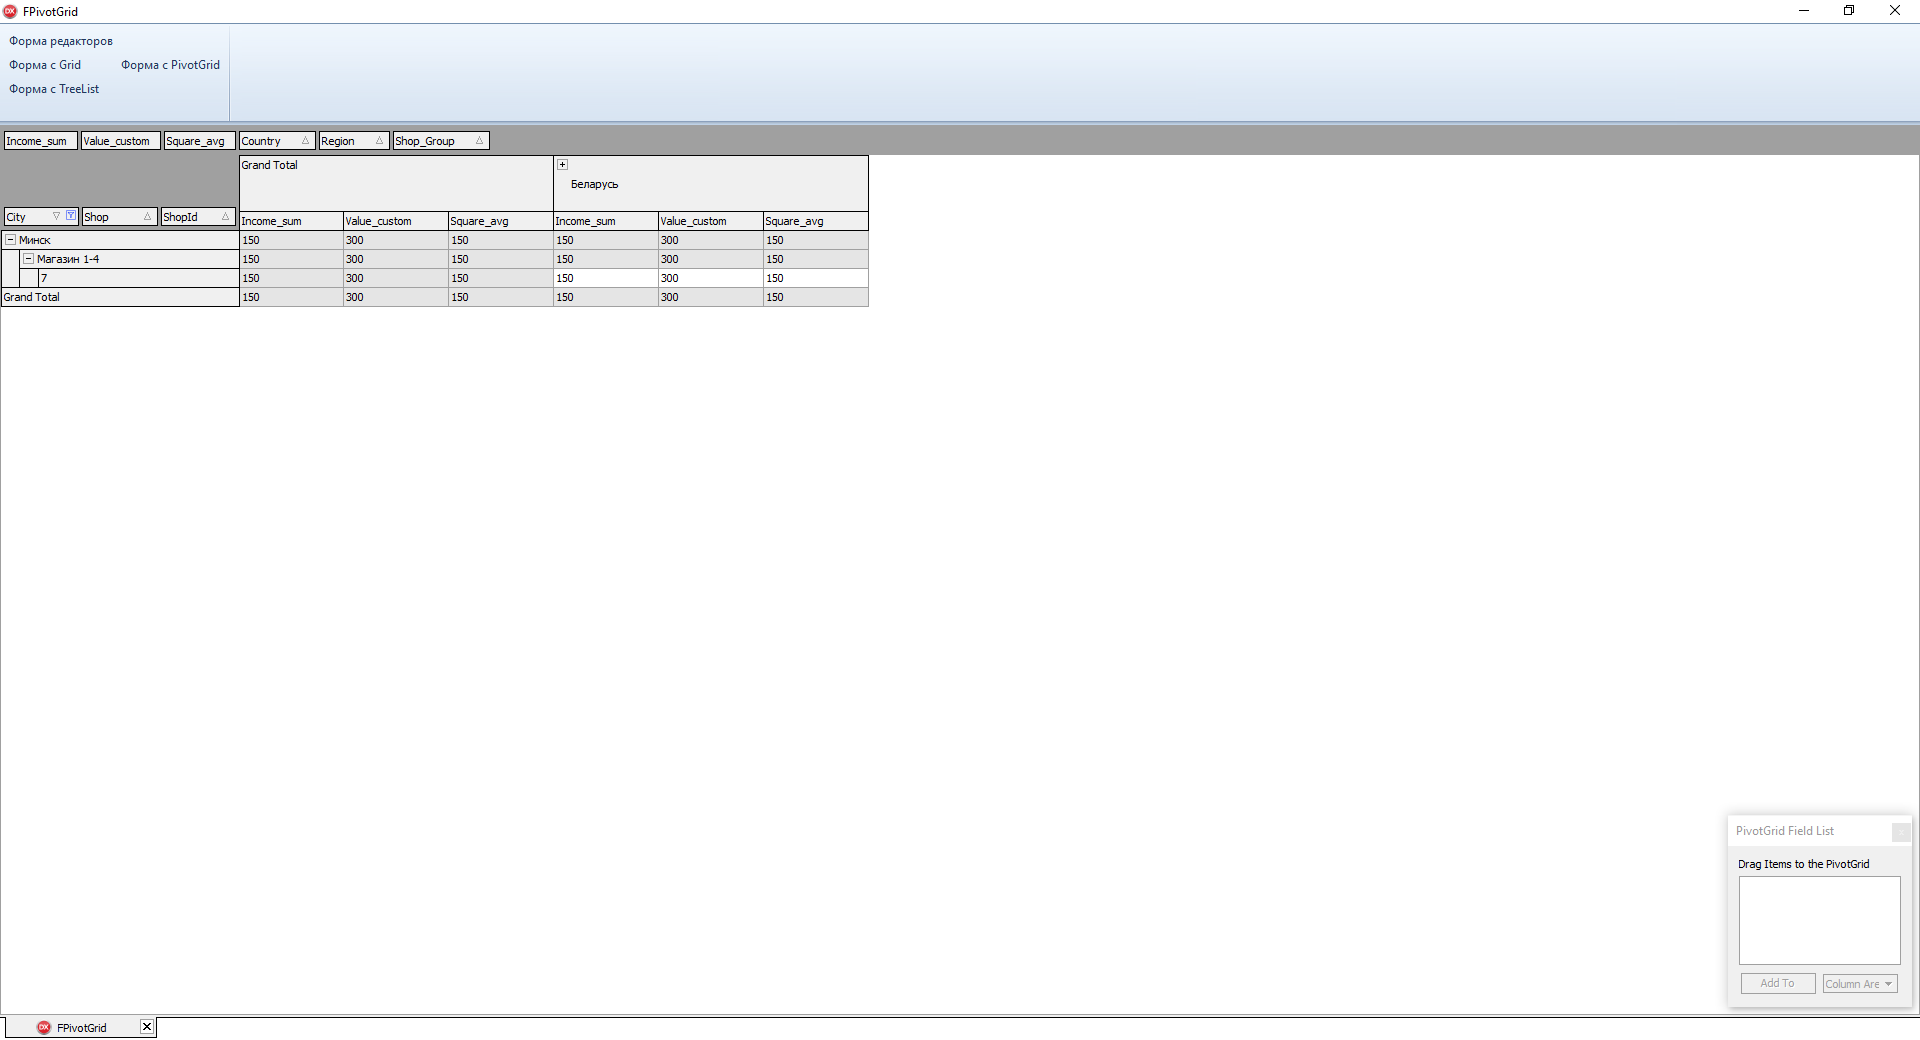 FPivotGrid
Форма редакторов
Форма с Grid Форма с PivotGrid
Форма с TreeList
Income_sum Value_custom Square_avg Country Region Shop_Group
Grand Total
Беларусь
City Shop ShopId
Income_sum Value_custom Square_avg Income_sum Value_custom Square_avg
Минск 150 300 150 150 300 150
Магазин 1-4 150 300 150 150 300 150
7 150 300 150 150 300 150
Grand Total 150 300 150 150 300 150
PivotGrid Field List
Drag Items to the PivotGrid
Add To Column Are
FPivotGrid